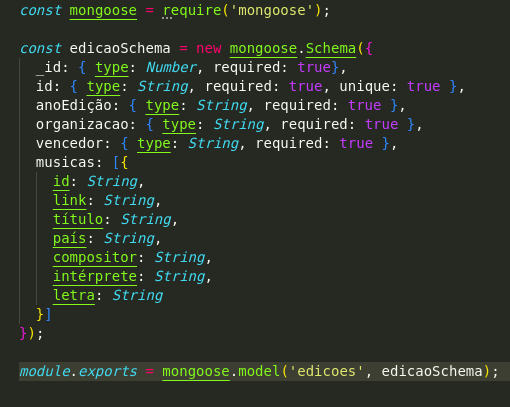 const mongoose = require('mongoose');
const edicaoSchema = new mongoose.Schema({
_id: { type: Number, required: true},
id: { type: String, required: true, unique: true },
anoEdição: { type: String, required: true },
organizacao: { type: String, required: true },
vencedor: { type: String, required: true },
musicas: [{
id: String,
link: String,
título: String,
país: String,
compositor: String,
intérprete: String,
letra: String
}]
});
module.exports = mongoose.model('edicoes', edicaoSchema);